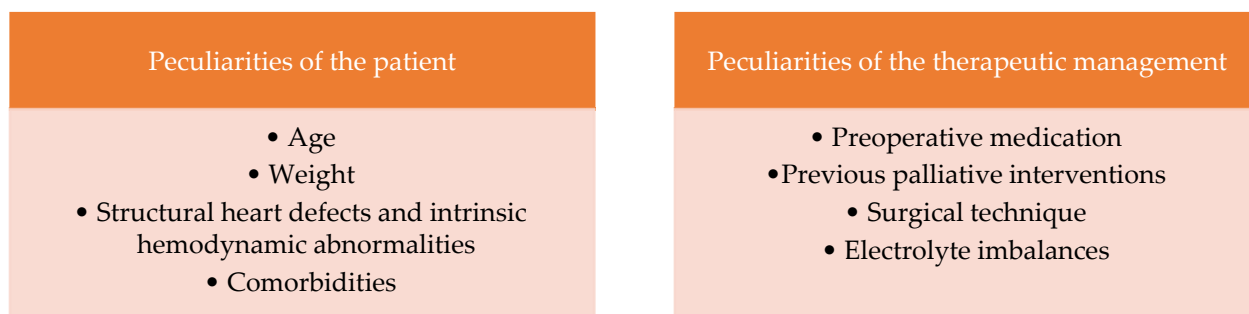 Peculiarities of the patient
• Age
• Weight
• Structural heart defects and intrinsic
hemodynamic abnormalities
• Comorbidities
Peculiarities of the therapeutic management
• Preoperative medication
•Previous palliative interventions
• Surgical technique
• Electrolyte imbalances